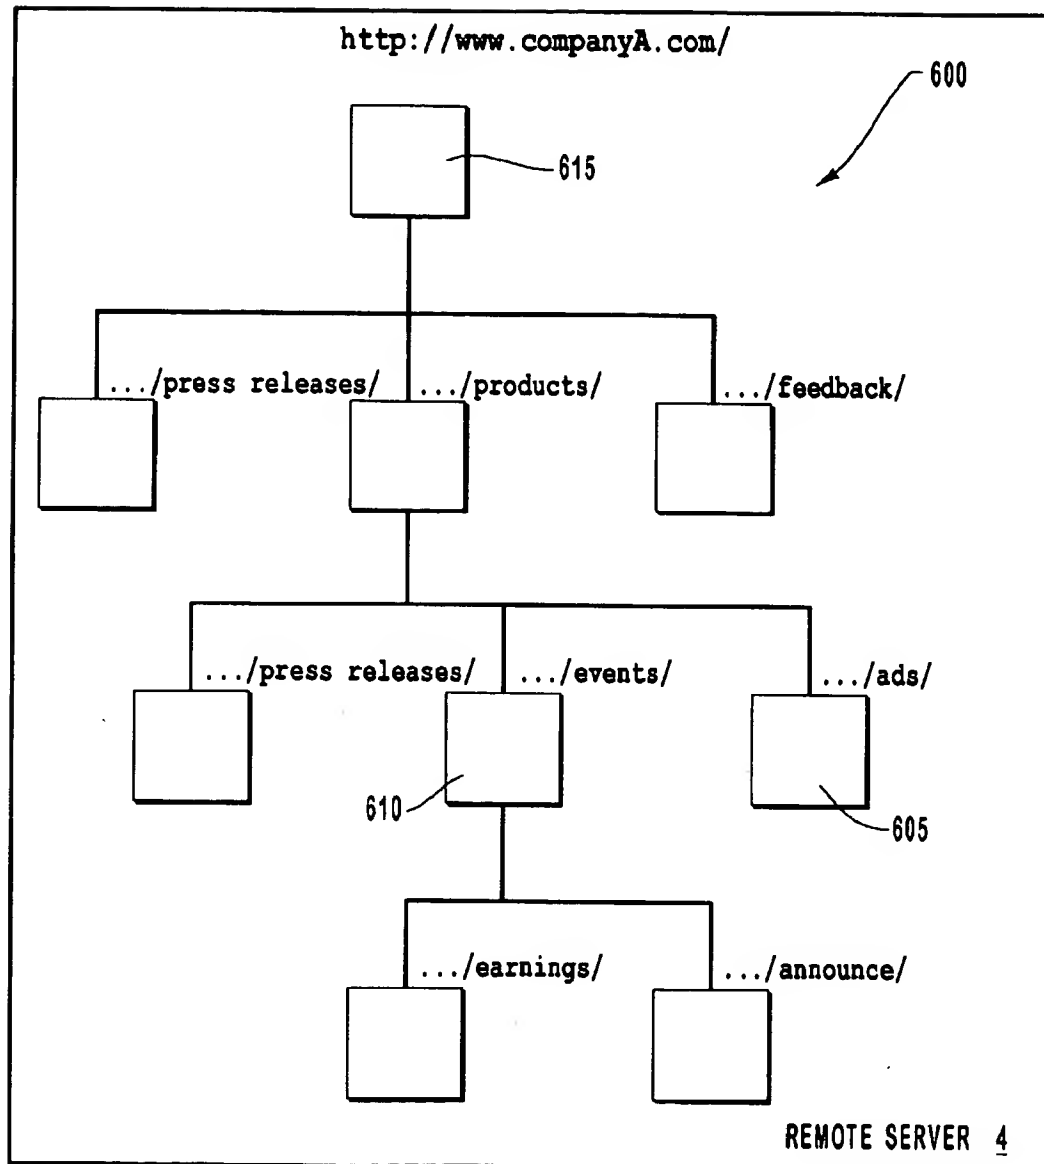 http://www.companyA.com/
600
615
.../press releases/ .../products/ .../feedback/
.../press releases/ .../events/ .../ads/
610
605
.../earnings/ .../announce/
REMOTE SERVER 4